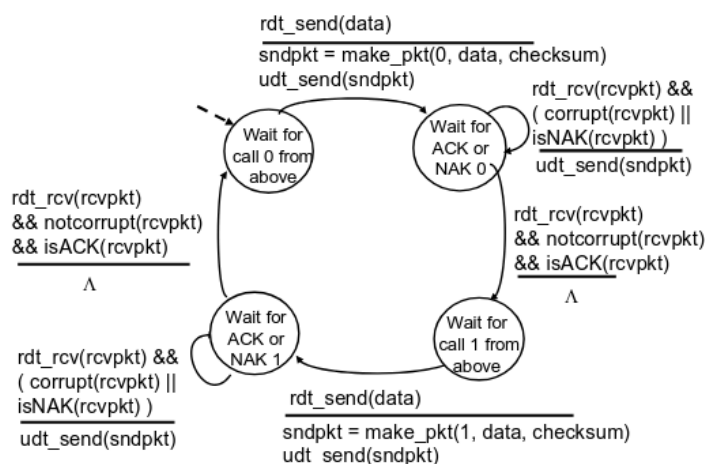 rdt_send(data)
sndpkt = make_pkt(0, data, checksum)
udt_send(sndpkt)
Wait for
call 0 from
above
Wait for
ACK or
NAK 0
rdt_rcv(rcvpkt) &&
( corrupt(rcvpkt) ||
isNAK(rcvpkt) )
udt_send(sndpkt)
rdt_rcv(rcvpkt)
&& notcorrupt(rcvpkt)
&& isACK(rcvpkt)
Λ
rdt_rcv(rcvpkt)
&& notcorrupt(rcvpkt)
&& isACK(rcvpkt)
Λ
Wait for
ACK or
NAK 1
Wait for
call 1 from
above
rdt_rcv(rcvpkt) &&
( corrupt(rcvpkt) ||
isNAK(rcvpkt) )
udt_send(sndpkt)
rdt_send(data)
sndpkt = make_pkt(1, data, checksum)
udt_send(sndpkt)